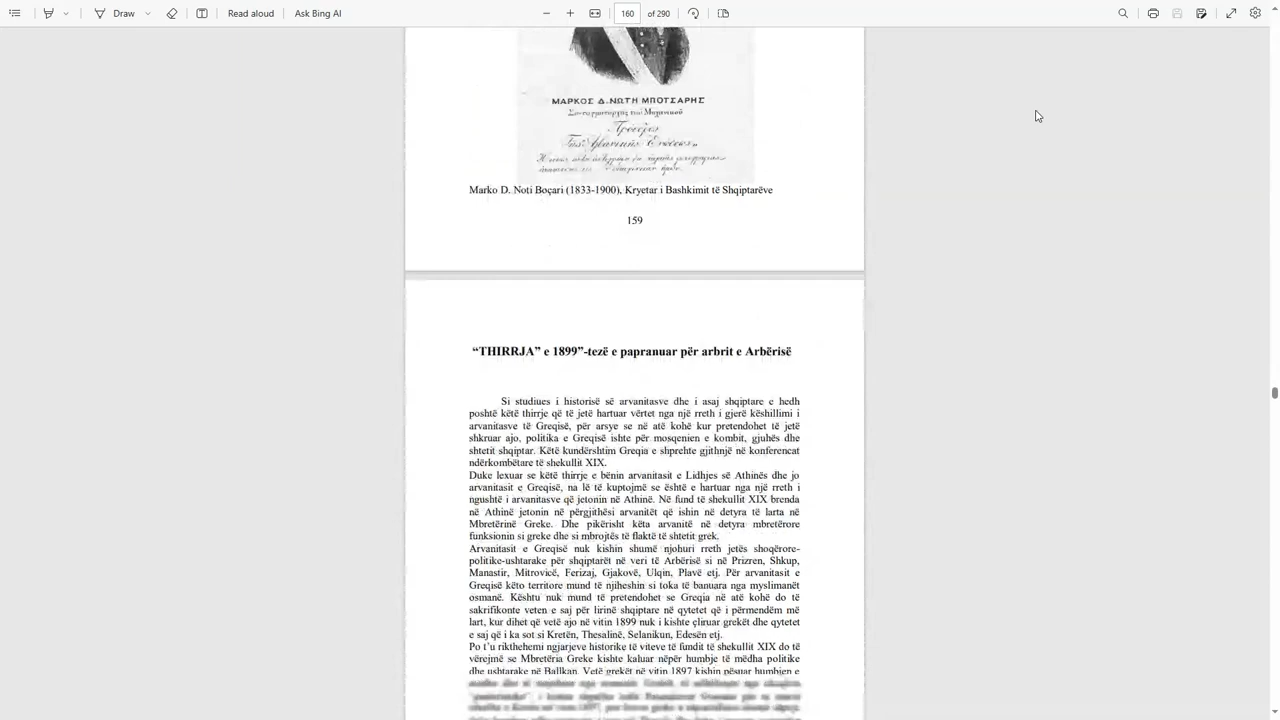 Draw
Read aloud
Ask Bing AI
160
of 290
ΜΑΡΚΟΣ Δ. ΝΩΤΗ ΜΠΟΤΣΑΡΗΣ
Marko D. Noti Boçari (1833-1900), Kryetar i Bashkimit të Shqiptarëve
159
“THIRRJA” e 1899”-tezë e papranuar për arbrit e Arbërisë
Si studiues i historisë së arvanitasve dhe i asaj shqiptare e hedh
poshtë këtë thirrje që të jetë hartuar vërtet nga një rreth i gjerë këshillimi i
arvanitasve të Greqisë, për arsye se në atë kohë kur pretendohet të jetë
shkruar ajo, politika e Greqisë ishte për mosqenien e kombit, gjuhës dhe
shtetit shqiptar. Këtë kundërshtim Greqia e shprehte gjithnjë në konferencat
ndërkombëtare të shekullit XIX.
Duke lexuar se këtë thirrje e bënin arvanitasit e Lidhjes së Athinës dhe jo
arvanitasit e Greqisë, na lë të kuptojmë se është e hartuar nga një rreth i
ngushtë i arvanitasve që jetonin në Athinë. Në fund të shekullit XIX brenda
në Athinë jetonin në përgjithësi arvanitët që ishin në detyra të larta në
Mbretërinë Greke. Dhe pikërisht këta arvanitë në detyra mbretërore
funksionin si greke dhe si mbrojtës të flaktë të shtetit grek.
Arvanitasit e Greqisë nuk kishin shumë njohuri rreth jetës shoqërore-
politike-ushtarake për shqiptarët në veri të Arbërisë si në Prizren, Shkup,
Manastir, Mitrovicë, Ferizaj, Gjakovë, Ulqin, Plavë etj. Për arvanitasit e
Greqisë këto territore mund të njiheshin si toka të banuara nga myslimanët
osmanë. Kështu nuk mund të pretendohet se Greqia në atë kohë do të
sakrifikonte veten e saj për lirinë shqiptare në qytetet që i përmendëm më
lart, kur dihet që vetë ajo në vitin 1899 nuk i kishte çliruar grekët dhe qytetet
e saj që i ka sot si Kretën, Thesalinë, Selanikun, Edesën etj.
Po t’u rikthehemi ngjarjeve historike të viteve të fundit të shekullit XIX do të
vërejmë se Mbretëria Greke kishte kaluar nëpër humbje të mëdha politike
dhe ushtarake në Ballkan. Vetë grekët në vitin 1897 kishin pësuar humbjen e